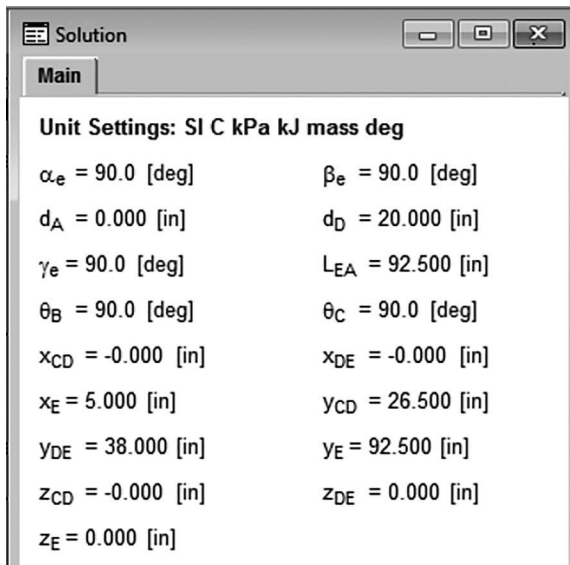 Solution
Main
Unit Settings: SI C kPa kJ mass deg
αe = 90.0 [deg] βe = 90.0 [deg]
dA = 0.000 [in] dD = 20.000 [in]
γe = 90.0 [deg] LEA = 92.500 [in]
θB = 90.0 [deg] θC = 90.0 [deg]
xCD = -0.000 [in] xDE = -0.000 [in]
xE = 5.000 [in] yCD = 26.500 [in]
yDE = 38.000 [in] yE = 92.500 [in]
zCD = -0.000 [in] zDE = 0.000 [in]
zE = 0.000 [in]